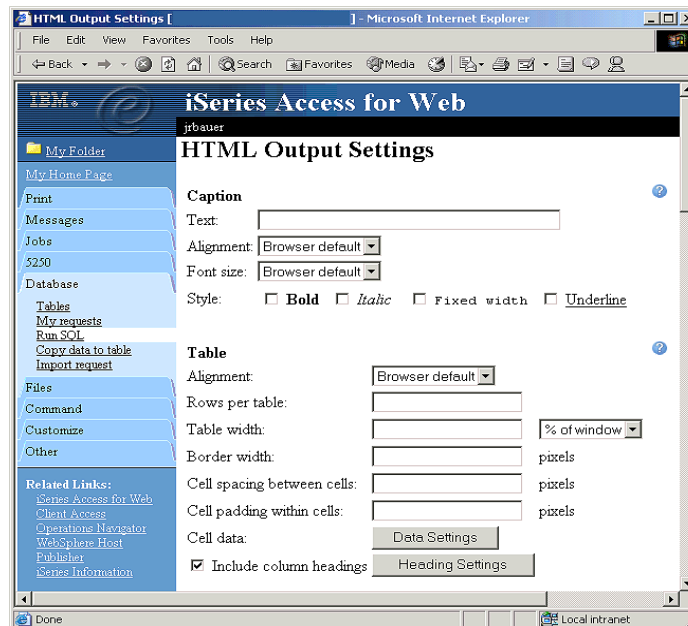 HTML Output Settings [ ] - Microsoft Internet Explorer
File Edit View Favorites Tools Help
Back Search Favorites Media
IBM.
iSeries Access for Web
jrbauer
My Folder
My Home Page
Print
Messages
Jobs
5250
Database
Tables
My requests
Run SQL
Copy data to table
Import request
Files
Command
Customize
Other
Related Links:
iSeries Access for Web
Client Access
Operations Navigator
WebSphere Host
Publisher
iSeries Information
HTML Output Settings
Caption ?
Text:
Alignment: Browser default
Font size: Browser default
Style: Bold Italic Fixed width Underline
Table ?
Alignment: Browser default
Rows per table:
Table width: % of window
Border width: pixels
Cell spacing between cells: pixels
Cell padding within cells: pixels
Cell data: Data Settings
Include column headings Heading Settings
Done Local intranet